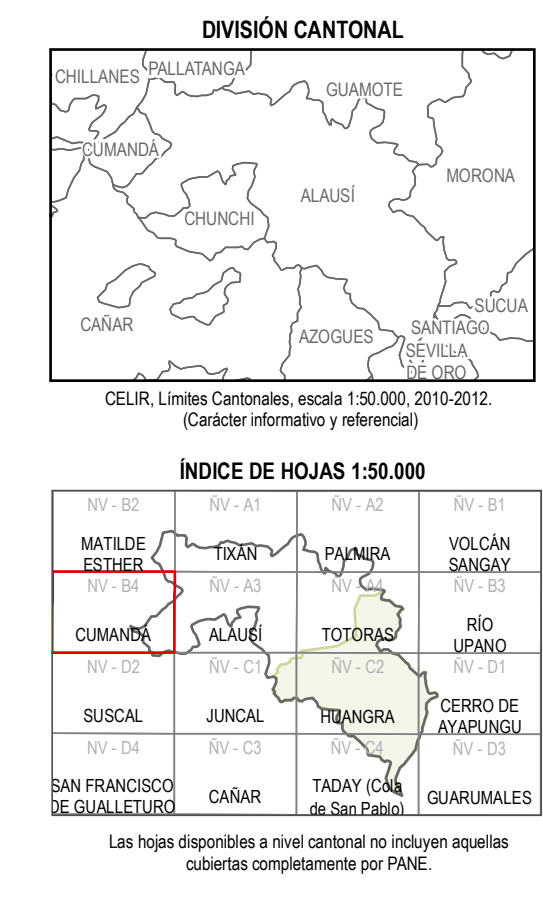 DIVISIÓN CANTONAL
CHILLANES
PALLATANGA
GUAMOTE
CUMANDÁ
MORONA
ALAUSÍ
CHUNCHI
SUCUA
CAÑAR
AZOGUES
SANTIAGO
SEVILLA
DE ORO
CELIR, Límites Cantonales, escala 1:50.000, 2010-2012.
(Carácter informativo y referencial)
ÍNDICE DE HOJAS 1:50.000
NV - B2
ÑV - A1
ÑV - A2
ÑV - B1
MATILDE
ESTHER
TIXÁN
PALMIRA
VOLCÁN
SANGAY
NV - B4
ÑV - A3
ÑV - A4
ÑV - B3
CUMANDÁ
ALAUSÍ
TOTORAS
RÍO
UPANO
NV - D2
ÑV - C1
ÑV - C2
ÑV - D1
SUSCAL
JUNCAL
HUANGRA
CERRO DE
AYAPUNGU
NV - D4
ÑV - C3
ÑV - C4
ÑV - D3
SAN FRANCISCO
DE GUALLETURO
CAÑAR
TADAY (Cola
de San Pablo)
GUARUMALES
Las hojas disponibles a nivel cantonal no incluyen aquellas
cubiertas completamente por PANE.